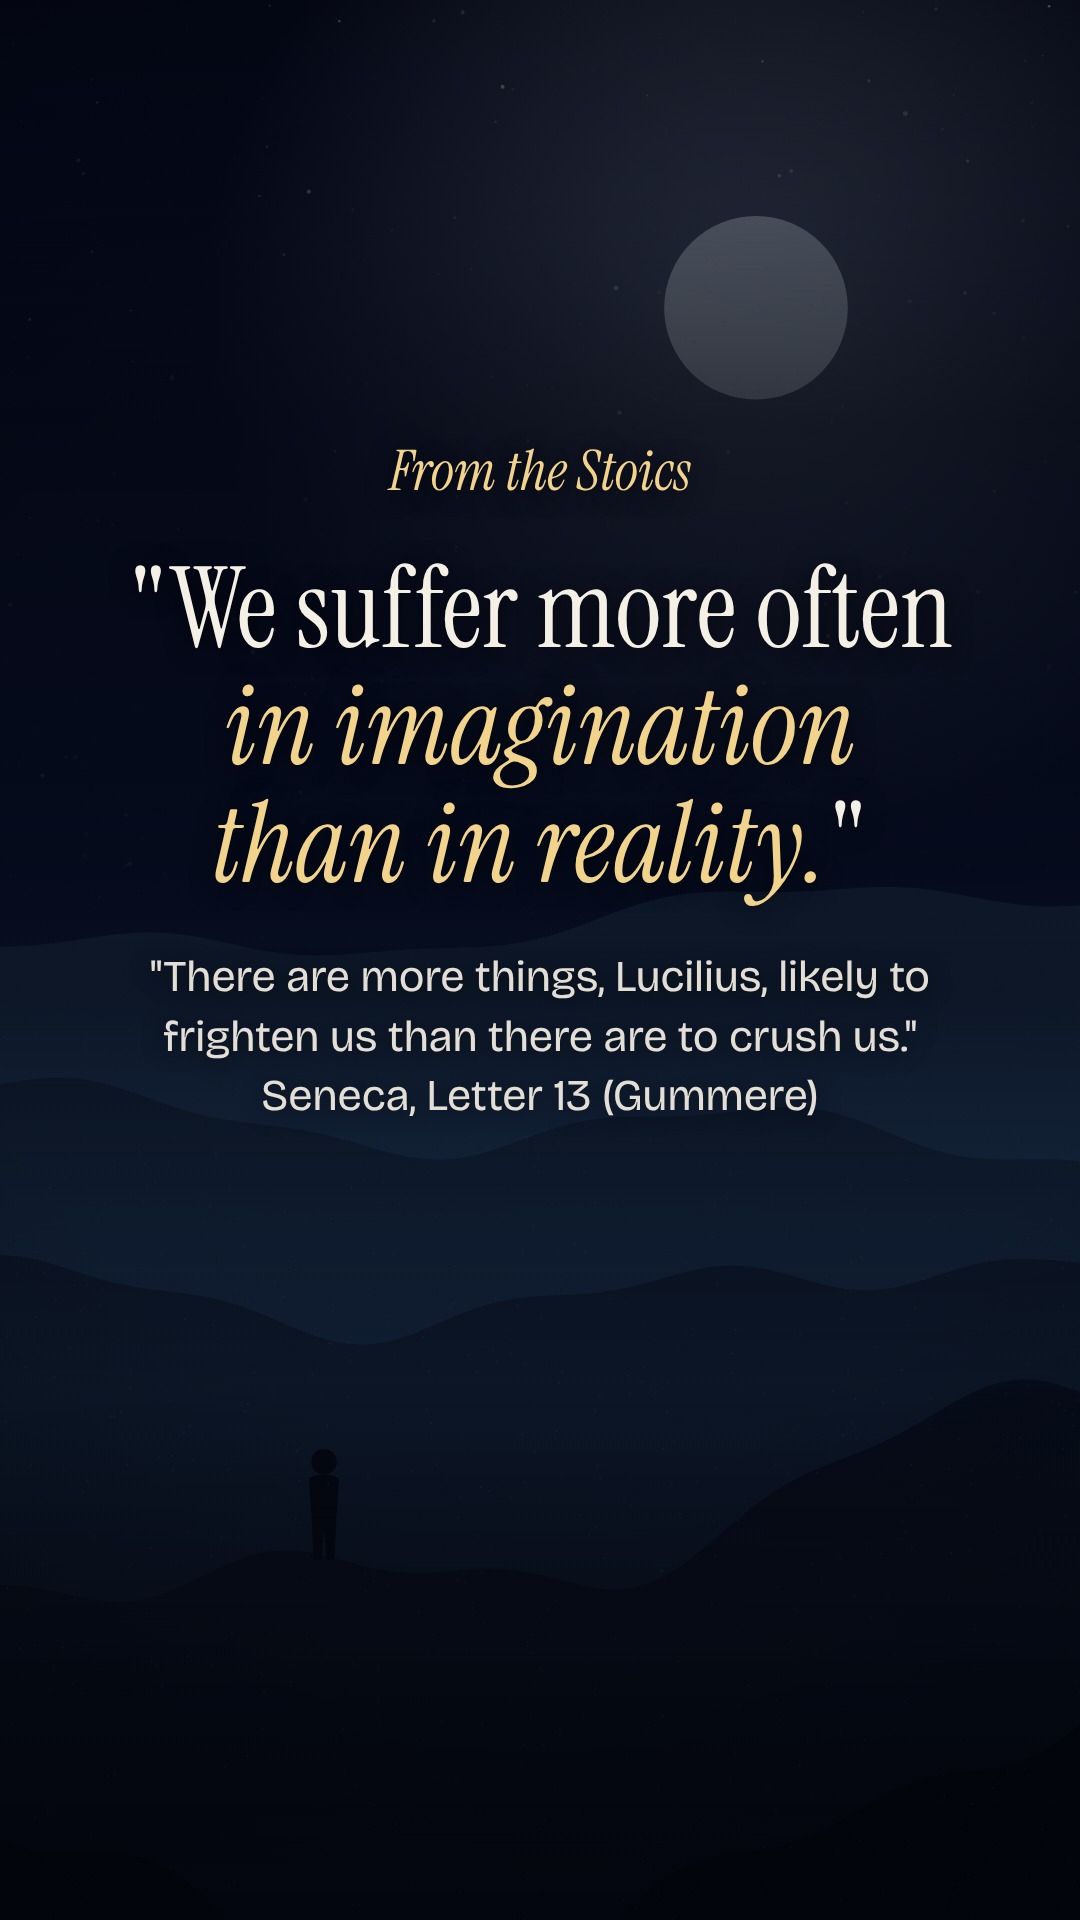 From the Stoics
"We suffer more often
in imagination
than in reality."
"There are more things, Lucilius, likely to
frighten us than there are to crush us."
Seneca, Letter 13 (Gummere)